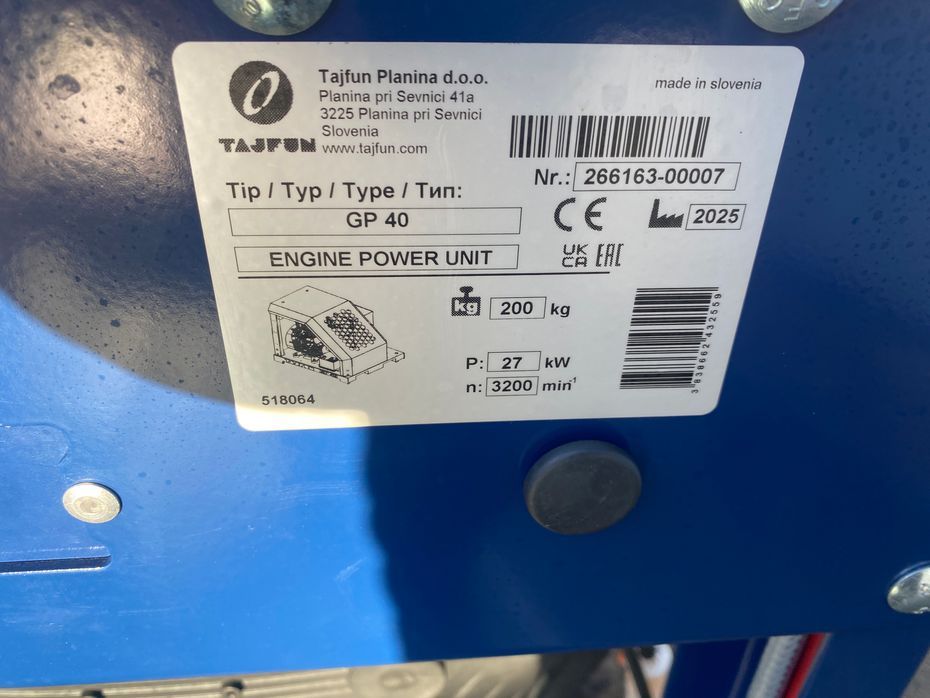 Tajfun Planina d.o.o.
Planina pri Sevnici 41a
3225 Planina pri Sevnici
Slovenia
www.tajfun.com
TAJFUN
made in slovenia
Nr.: 266163-00007
Tip / Typ / Type / Тип:
GP 40
CE
2025
ENGINE POWER UNIT
UK
CA
EAC
kg 200 kg
P: 27 kW
n: 3200 min-1
518064
3838662432559